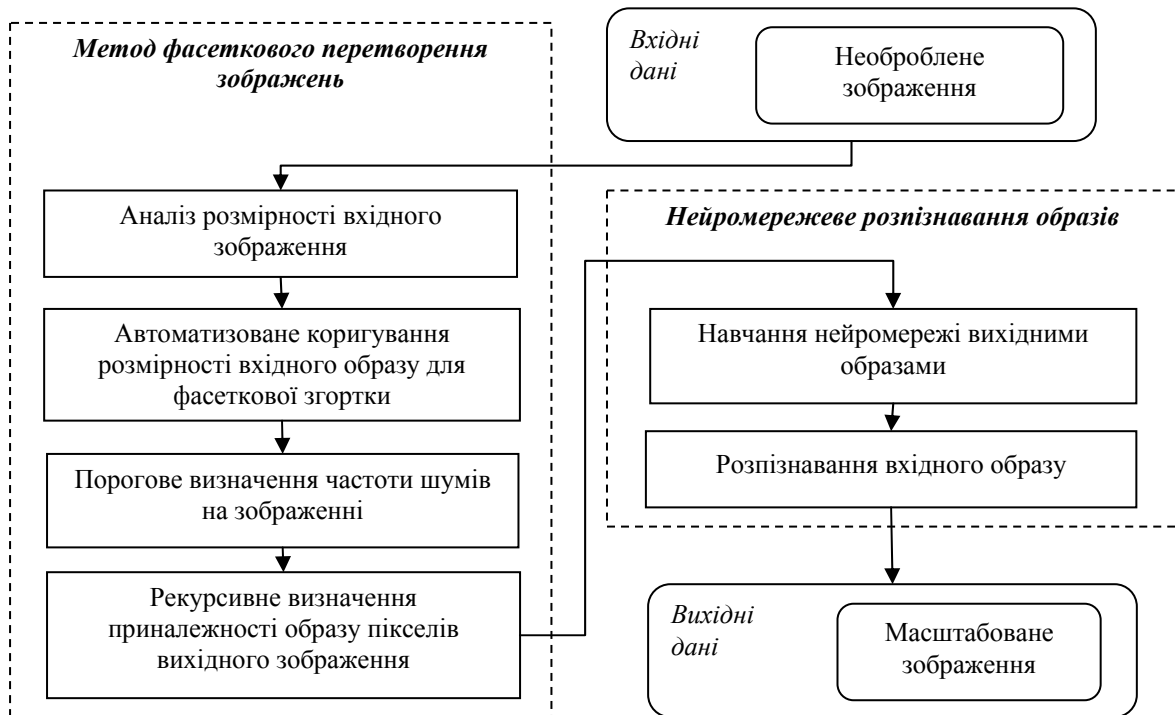 Метод фасеткового перетворення
зображень
Вхідні
дані
Необроблене
зображення
Аналіз розмірності вхідного
зображення
Автоматизоване коригування
розмірності вхідного образу для
фасеткової згортки
Порогове визначення частоти шумів
на зображенні
Рекурсивне визначення
приналежності образу пікселів
вихідного зображення
Нейромережеве розпізнавання образів
Навчання нейромережі вихідними
образами
Розпізнавання вхідного образу
Вихідні
дані
Масштабоване
зображення